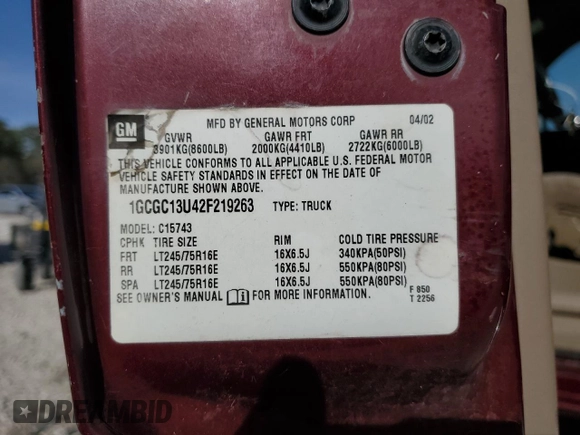 MFD BY GENERAL MOTORS CORP 04/02
GM
GVWR GAWR FRT GAWR RR
3901KG(8600LB) 2000KG(4410LB) 2722KG(6000LB)
THIS VEHICLE CONFORMS TO ALL APPLICABLE U.S. FEDERAL MOTOR
VEHICLE SAFETY STANDARDS IN EFFECT ON THE DATE OF
MANUFACTURE SHOWN ABOVE.
1GCGC13U42F219263 TYPE: TRUCK
MODEL: C15743
CPHK TIRE SIZE RIM COLD TIRE PRESSURE
FRT LT245/75R16E 16X6.5J 340KPA(50PSI)
RR LT245/75R16E 16X6.5J 550KPA(80PSI)
SPA LT245/75R16E 16X6.5J 550KPA(80PSI)
SEE OWNER'S MANUAL FOR MORE INFORMATION. F 850
T 2256
DREAMBID